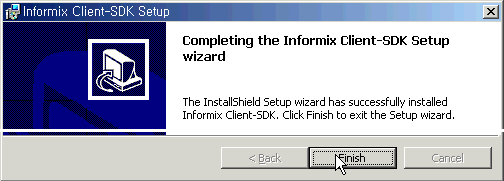 Informix Client-SDK Setup
Completing the Informix Client-SDK Setup
wizard
The InstallShield Setup wizard has successfully installed
Informix Client-SDK. Click Finish to exit the Setup wizard.
< Back
Finish
Cancel